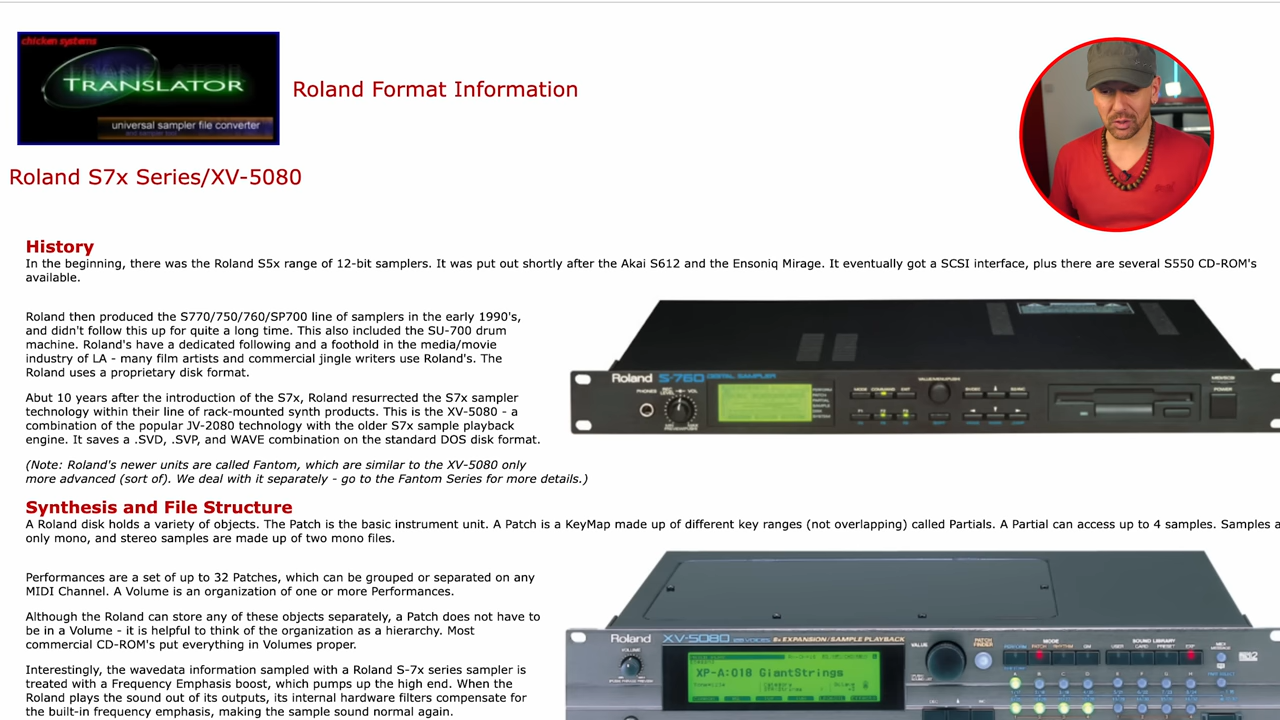 chicken systems
TRANSLATOR
universal sampler file converter
Roland Format Information
Roland S7x Series/XV-5080
History
In the beginning, there was the Roland S5x range of 12-bit samplers. It was put out shortly after the Akai S612 and the Ensoniq Mirage. It eventually got a SCSI interface, plus there are several S550 CD-ROM's
available.
Roland then produced the S770/750/760/SP700 line of samplers in the early 1990's,
and didn't follow this up for quite a long time. This also included the SU-700 drum
machine. Roland's have a dedicated following and a foothold in the media/movie
industry of LA - many film artists and commercial jingle writers use Roland's. The
Roland uses a proprietary disk format.
Abut 10 years after the introduction of the S7x, Roland resurrected the S7x sampler
technology within their line of rack-mounted synth products. This is the XV-5080 - a
combination of the popular JV-2080 technology with the older S7x sample playback
engine. It saves a .SVD, .SVP, and WAVE combination on the standard DOS disk format.
(Note: Roland's newer units are called Fantom, which are similar to the XV-5080 only
more advanced (sort of). We deal with it separately - go to the Fantom Series for more details.)
Roland S-760 DIGITAL SAMPLER
PHONES
VOL
MODE
POWER
Synthesis and File Structure
A Roland disk holds a variety of objects. The Patch is the basic instrument unit. A Patch is a KeyMap made up of different key ranges (not overlapping) called Partials. A Partial can access up to 4 samples. Samples a
only mono, and stereo samples are made up of two mono files.
Performances are a set of up to 32 Patches, which can be grouped or separated on any
MIDI Channel. A Volume is an organization of one or more Performances.
Although the Roland can store any of these objects separately, a Patch does not have to
be in a Volume - it is helpful to think of the organization as a hierarchy. Most
commercial CD-ROM's put everything in Volumes proper.
Interestingly, the wavedata information sampled with a Roland S-7x series sampler is
treated with a Frequency Emphasis boost, which pumps up the high end. When the
Roland plays the sound out of its outputs, its internal hardware filters compensate for
the built-in frequency emphasis, making the sample sound normal again.
Roland XV-5080 128 VOICES 8x EXPANSION/SAMPLE PLAYBACK
VOLUME
VALUE
PATCH
FINDER
MODE
SOUND LIBRARY
XP-A:018 GiantStrings